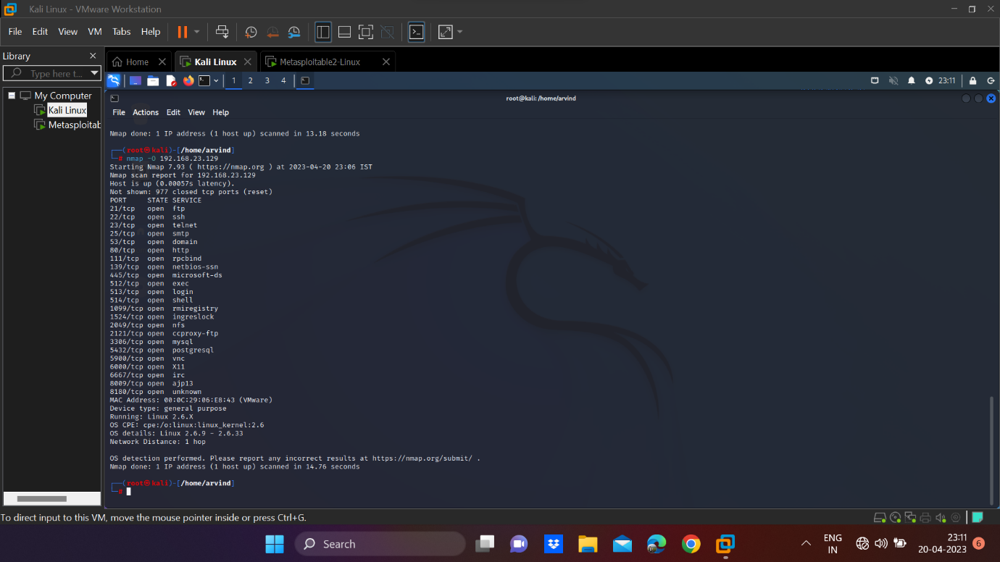 Kali Linux - VMware Workstation
File Edit View VM Tabs Help
Library
Type here t...
Home
Kali Linux
Metasploitable2-Linux
My Computer
Kali Linux
Metasploitab
1 2 3 4
23:11
root@kali: /home/arvind
File Actions Edit View Help
Nmap done: 1 IP address (1 host up) scanned in 13.18 seconds
(root㉿kali)-[/home/arvind]
# nmap -O 192.168.23.129
Starting Nmap 7.93 ( https://nmap.org ) at 2023-04-20 23:06 IST
Nmap scan report for 192.168.23.129
Host is up (0.00057s latency).
Not shown: 977 closed tcp ports (reset)
PORT     STATE SERVICE
21/tcp   open  ftp
22/tcp   open  ssh
23/tcp   open  telnet
25/tcp   open  smtp
53/tcp   open  domain
80/tcp   open  http
111/tcp  open  rpcbind
139/tcp  open  netbios-ssn
445/tcp  open  microsoft-ds
512/tcp  open  exec
513/tcp  open  login
514/tcp  open  shell
1099/tcp open  rmiregistry
1524/tcp open  ingreslock
2049/tcp open  nfs
2121/tcp open  ccproxy-ftp
3306/tcp open  mysql
5432/tcp open  postgresql
5900/tcp open  vnc
6000/tcp open  X11
6667/tcp open  irc
8009/tcp open  ajp13
8180/tcp open  unknown
MAC Address: 00:0C:29:06:E8:43 (VMware)
Device type: general purpose
Running: Linux 2.6.X
OS CPE: cpe:/o:linux:linux_kernel:2.6
OS details: Linux 2.6.9 - 2.6.33
Network Distance: 1 hop
OS detection performed. Please report any incorrect results at https://nmap.org/submit/ .
Nmap done: 1 IP address (1 host up) scanned in 14.76 seconds
(root㉿kali)-[/home/arvind]
#
To direct input to this VM, move the mouse pointer inside or press Ctrl+G.
Search
ENG
IN
23:11
20-04-2023
6